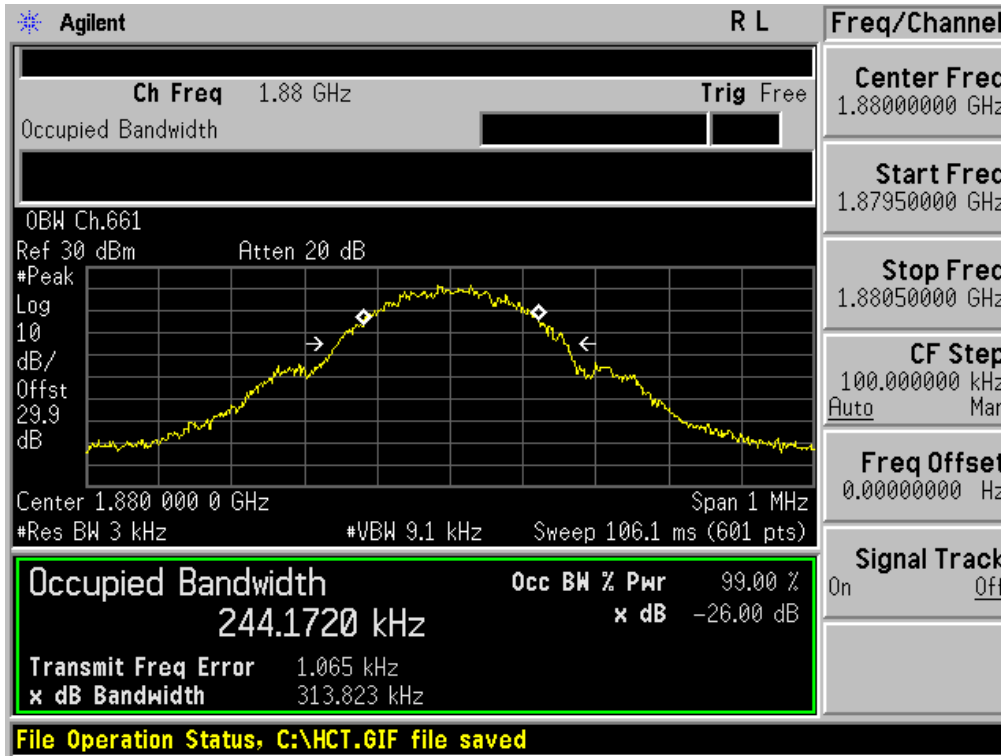 Agilent R L Freq/Channel
Ch Freq 1.88 GHz Trig Free
Occupied Bandwidth
Center Freq
1.88000000 GHz
Start Freq
1.87950000 GHz
Stop Freq
1.88050000 GHz
CF Step
100.000000 kHz
Auto Man
Freq Offset
0.00000000 Hz
Signal Track
On Off
OBW Ch.661
Ref 30 dBm Atten 20 dB
#Peak
Log
10
dB/
Offst
29.9
dB
Center 1.880 000 0 GHz Span 1 MHz
#Res BW 3 kHz #VBW 9.1 kHz Sweep 106.1 ms (601 pts)
Occupied Bandwidth Occ BW % Pwr 99.00 %
244.1720 kHz x dB -26.00 dB
Transmit Freq Error 1.065 kHz
x dB Bandwidth 313.823 kHz
File Operation Status, C:\HCT.GIF file saved